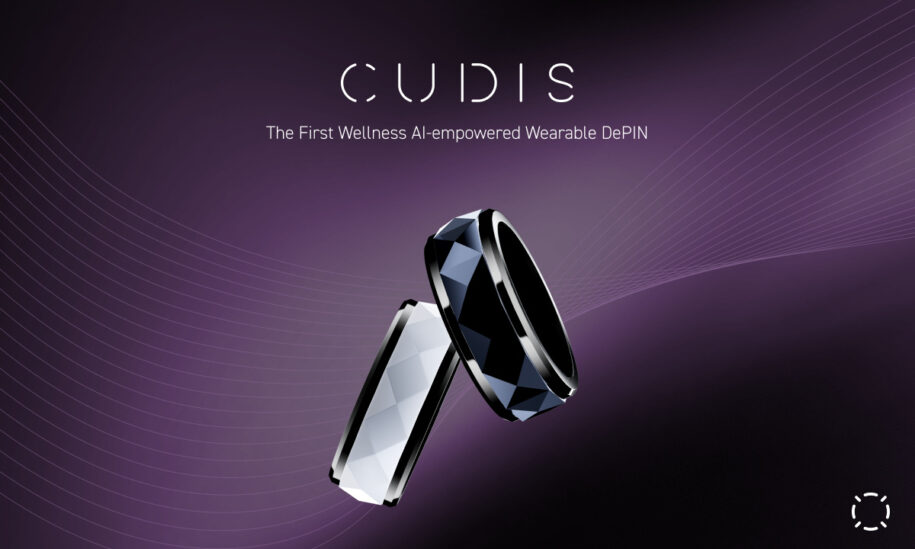 CUDIS
The First Wellness AI-empowered Wearable DePIN